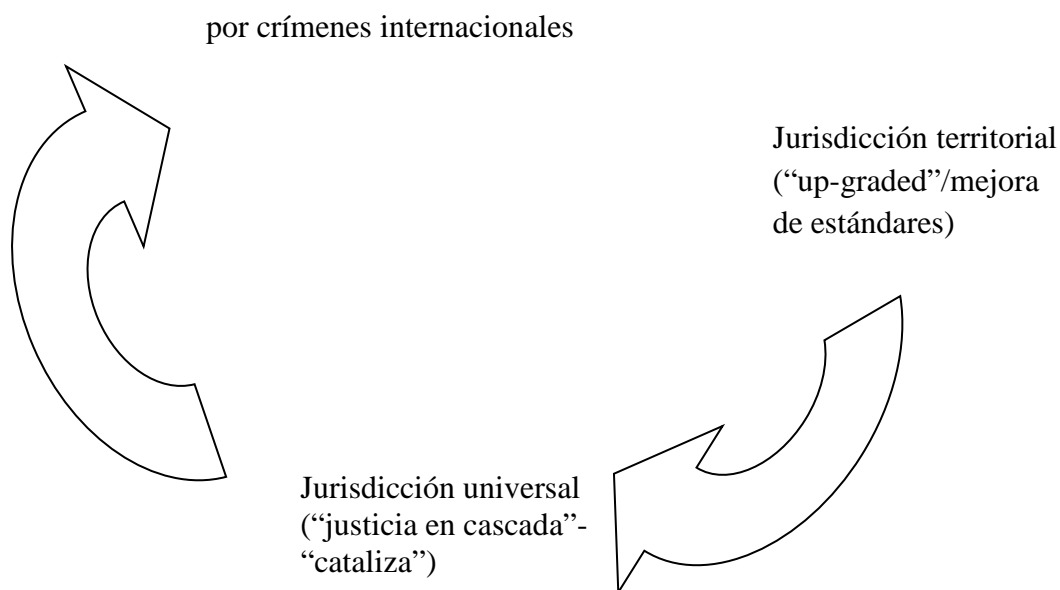 por crímenes internacionales
Jurisdicción territorial
(“up-graded”/mejora
de estándares)
Jurisdicción universal
(“justicia en cascada”-
“cataliza”)